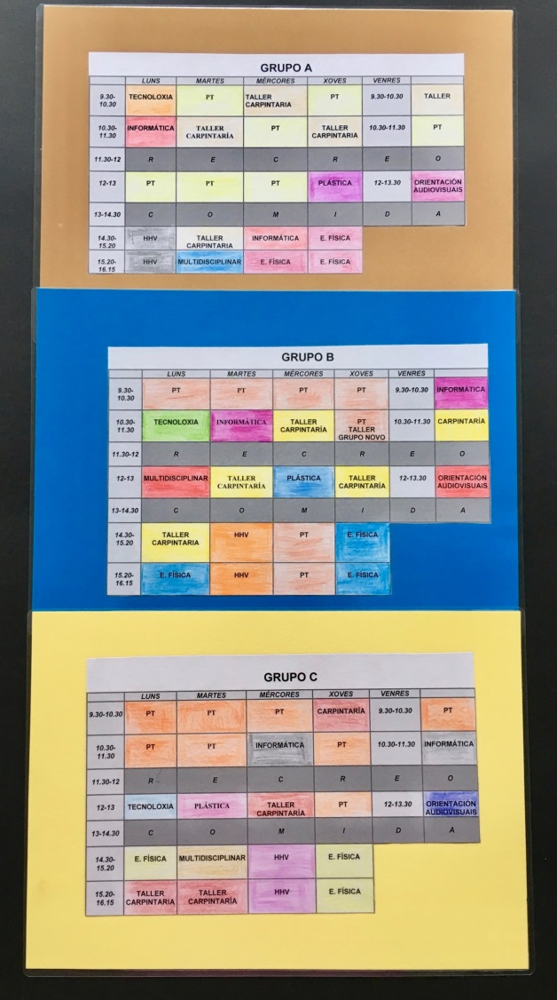 GRUPO A
LUNS MARTES MÉRCORES XOVES VENRES
9.30-10.30 TECNOLOXIA PT TALLER CARPINTARIA PT 9.30-10.30 TALLER
10.30-11.30 INFORMÁTICA TALLER CARPINTARÍA PT TALLER CARPINTARIA 10.30-11.30 PT
11.30-12 R E C R E O
12-13 PT PT PT PLÁSTICA 12-13.30 ORIENTACIÓN AUDIOVISUAIS
13-14.30 C O M I D A
14.30-15.20 HHV TALLER CARPINTARIA INFORMÁTICA E. FÍSICA
15.20-16.15 HHV MULTIDISCIPLINAR E. FÍSICA E. FÍSICA
GRUPO B
LUNS MARTES MÉRCORES XOVES VENRES
9.30-10.30 PT PT PT PT 9.30-10.30 INFORMÁTICA
10.30-11.30 TECNOLOXIA INFORMÁTICA TALLER CARPINTARÍA PT TALLER GRUPO NOVO 10.30-11.30 CARPINTARÍA
11.30-12 R E C R E O
12-13 MULTIDISCIPLINAR TALLER CARPINTARÍA PLÁSTICA TALLER CARPINTARÍA 12-13.30 ORIENTACIÓN AUDIOVISUAIS
13-14.30 C O M I D A
14.30-15.20 TALLER CARPINTARIA HHV PT E. FÍSICA
15.20-16.15 E. FÍSICA HHV PT E. FÍSICA
GRUPO C
LUNS MARTES MÉRCORES XOVES VENRES
9.30-10.30 PT PT PT CARPINTARÍA 9.30-10.30 PT
10.30-11.30 PT PT INFORMÁTICA PT 10.30-11.30 INFORMÁTICA
11.30-12 R E C R E O
12-13 TECNOLOXIA PLÁSTICA TALLER CARPINTARÍA PT 12-13.30 ORIENTACIÓN AUDIOVISUAIS
13-14.30 C O M I D A
14.30-15.20 E. FÍSICA MULTIDISCIPLINAR HHV E. FÍSICA
15.20-16.15 TALLER CARPINTARIA TALLER CARPINTARÍA HHV E. FÍSICA